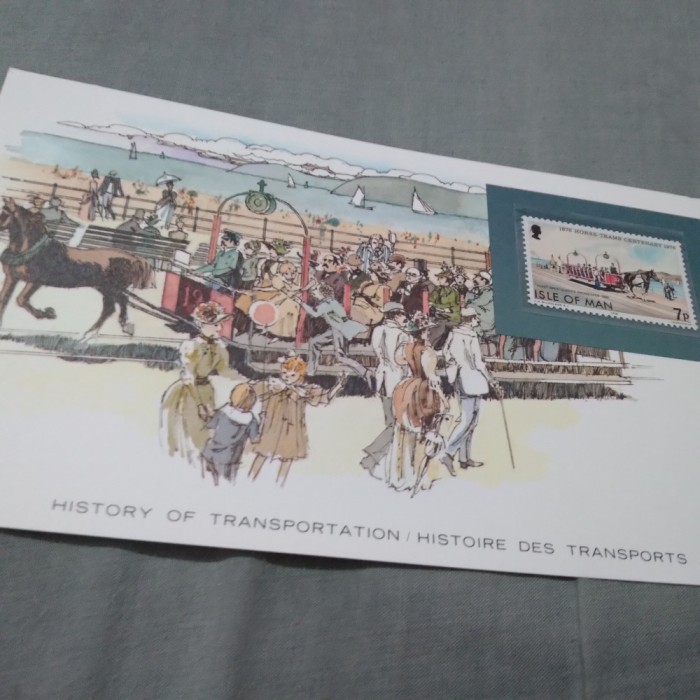 1876 HORSE TRAMS CENTENARY 1976
ISLE OF MAN
7p
HISTORY OF TRANSPORTATION / HISTOIRE DES TRANSPORTS